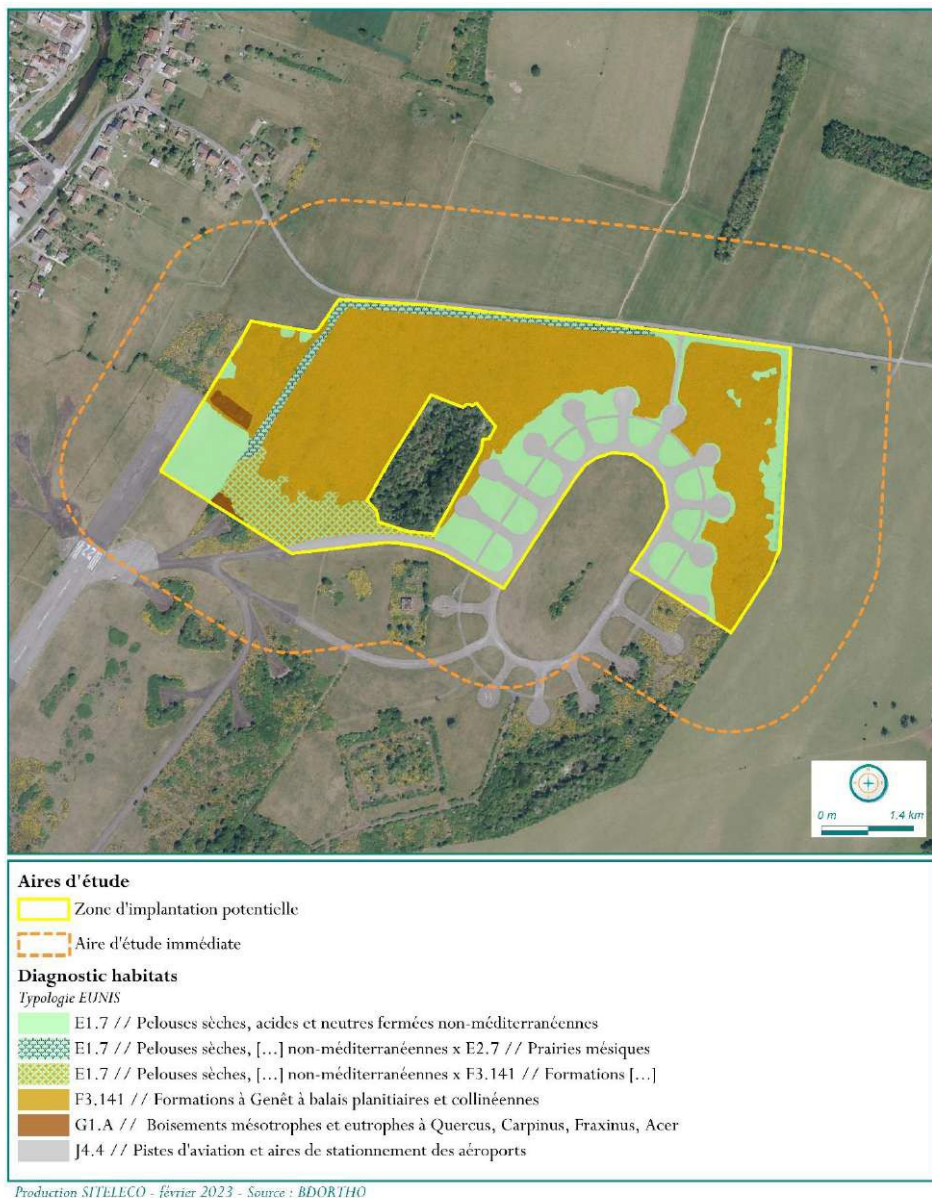 0 m 1.4 km
Aires d'étude
Zone d'implantation potentielle
Aire d'étude immédiate
Diagnostic habitats
Typologie EUNIS
E1.7 // Pelouses sèches, acides et neutres fermées non-méditerranéennes
E1.7 // Pelouses sèches, [...] non-méditerranéennes x E2.7 // Prairies mésiques
E1.7 // Pelouses sèches, [...] non-méditerranéennes x F3.141 // Formations [...]
F3.141 // Formations à Genêt à balais planitiaires et collinéennes
G1.A // Boisements mésotrophes et eutrophes à Quercus, Carpinus, Fraxinus, Acer
J4.4 // Pistes d'aviation et aires de stationnement des aéroports
Production SITELECO - février 2023 - Source : BDORTHO